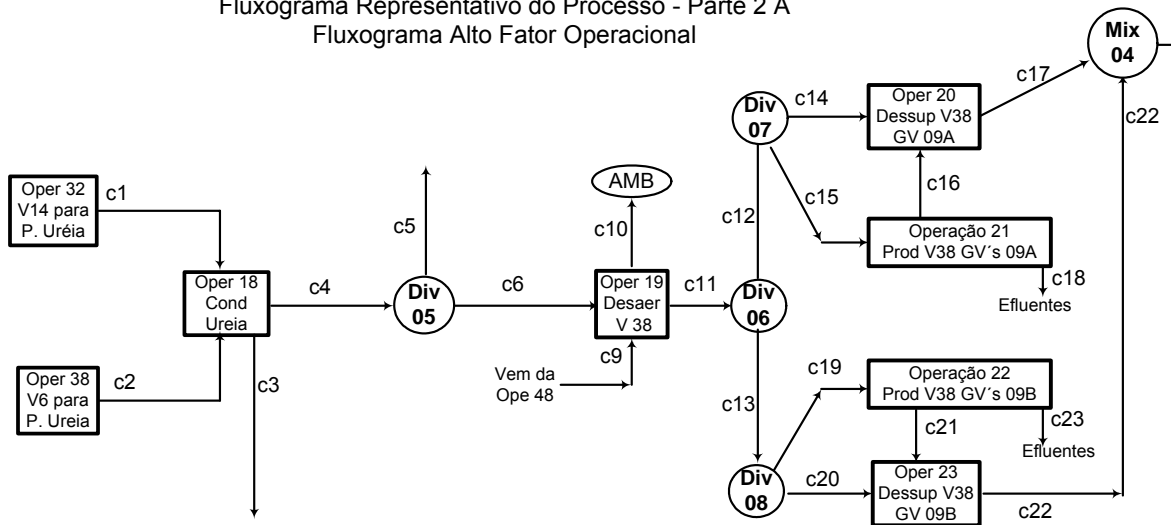 Fluxograma Representativo do Processo - Parte 2 A
Fluxograma Alto Fator Operacional
Mix
04
c17
c22
Div
07
c14
Oper 20
Dessup V38
GV 09A
c16
c15
c12
Operação 21
Prod V38 GV´s 09A
c18
Efluentes
Oper 32
V14 para
P. Uréia
c1
c5
AMB
c10
Oper 18
Cond
Ureia
c4
Div
05
c6
Oper 19
Desaer
V 38
c11
Div
06
c9
Vem da
Ope 48
Oper 38
V6 para
P. Ureia
c2
c3
c13
c19
Operação 22
Prod V38 GV´s 09B
c21
c23
Efluentes
Div
08
c20
Oper 23
Dessup V38
GV 09B
c22